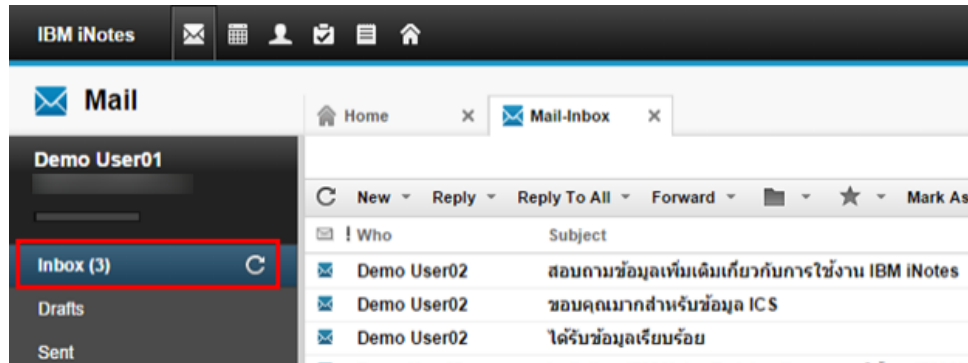 IBM iNotes
Mail
Home Mail-Inbox
Demo User01
New Reply Reply To All Forward Mark As
! Who Subject
Inbox (3)
Demo User02 สอบถามข้อมูลเพิ่มเติมเกี่ยวกับการใช้งาน IBM iNotes
Drafts
Demo User02 ขอบคุณมากสำหรับข้อมูล ICS
Demo User02 ได้รับข้อมูลเรียบร้อย
Sent